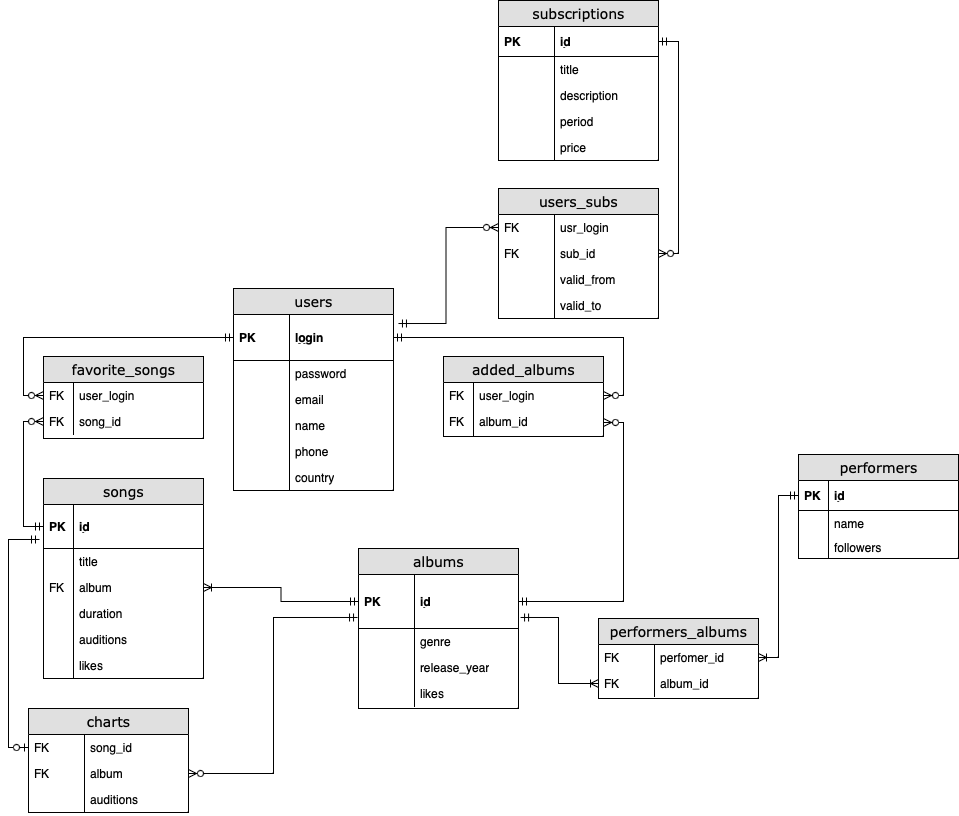 subscriptions
PK id
title
description
period
price
users_subs
FK usr_login
FK sub_id
valid_from
valid_to
users
PK login
password
email
name
phone
country
favorite_songs
FK user_login
FK song_id
added_albums
FK user_login
FK album_id
performers
PK id
name
followers
songs
PK id
title
FK album
duration
auditions
likes
albums
PK id
genre
release_year
likes
performers_albums
FK perfomer_id
FK album_id
charts
FK song_id
FK album
auditions